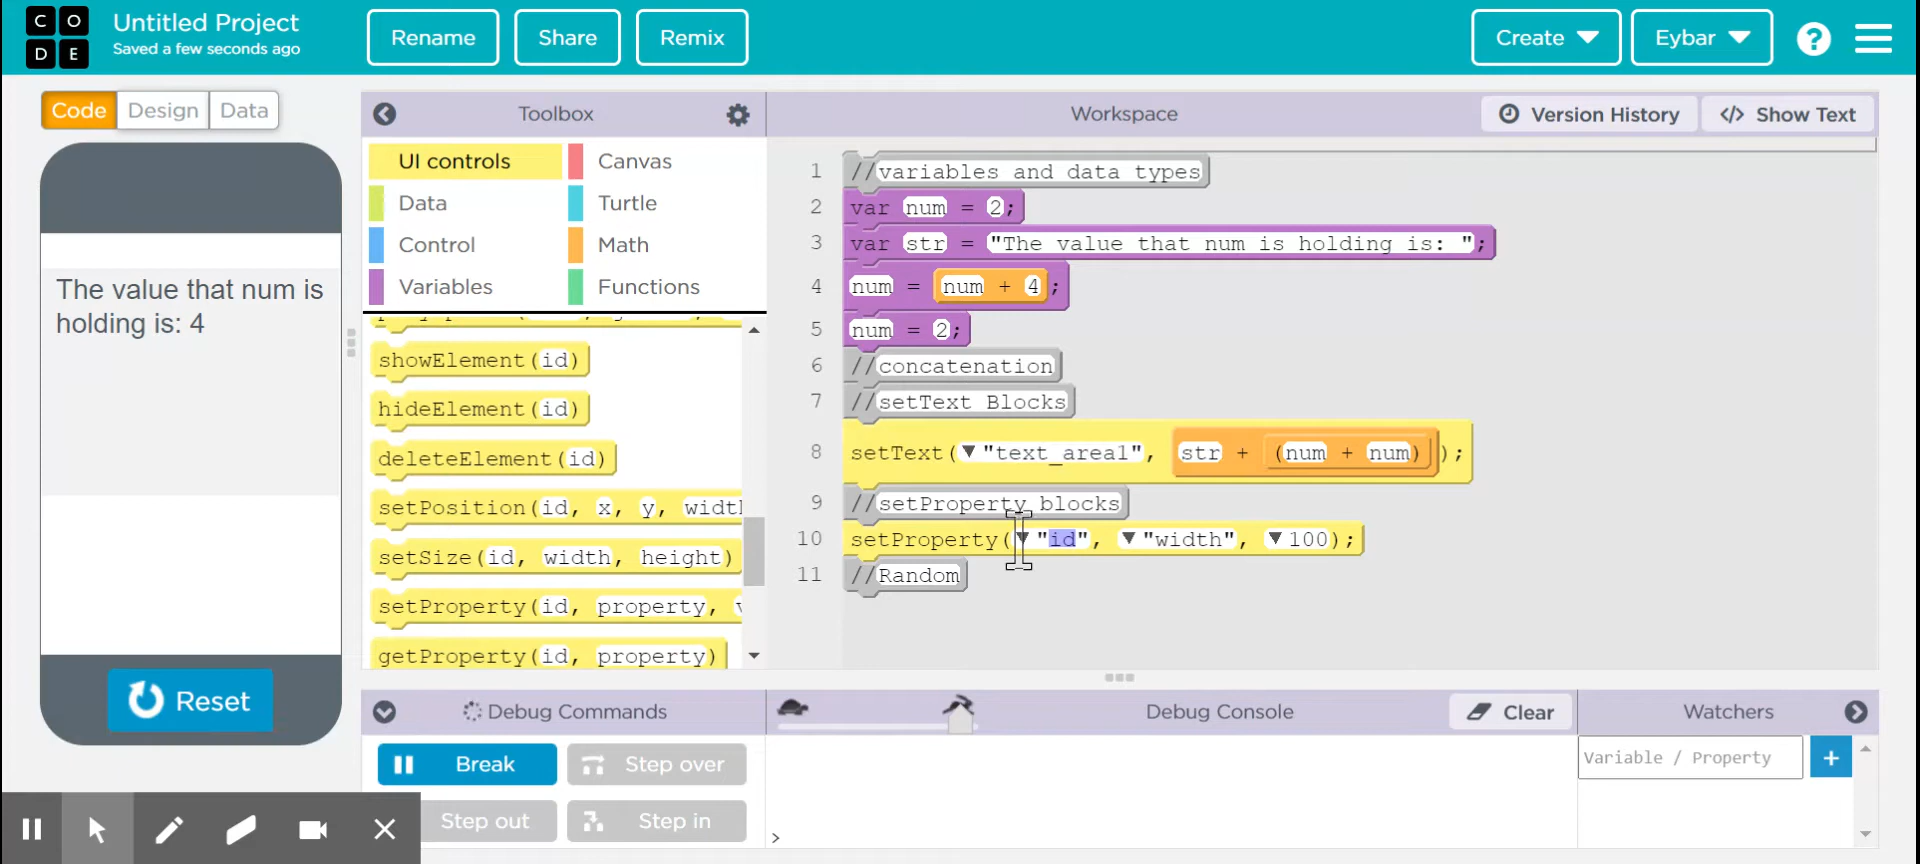 CODE
Untitled Project
Saved a few seconds ago
Rename
Share
Remix
Create
Eybar
?
Code
Design
Data
The value that num is
holding is: 4
Reset
Toolbox
UI controls
Canvas
Data
Turtle
Control
Math
Variables
Functions
showElement(id)
hideElement(id)
deleteElement(id)
setPosition(id, x, y, width
setSize(id, width, height)
setProperty(id, property,
getProperty(id, property)
Workspace
Version History
</> Show Text
1 //variables and data types
2 var num = 2;
3 var str = "The value that num is holding is: ";
4 num = num + 4;
5 num = 2;
6 //concatenation
7 //setText Blocks
8 setText(▼"text_area1", str + (num + num));
9 //setProperty blocks
10 setProperty(▼"id", ▼"width", ▼100);
11 //Random
Debug Commands
Break
Step over
Step out
Step in
Debug Console
Clear
>
Watchers
Variable / Property
+